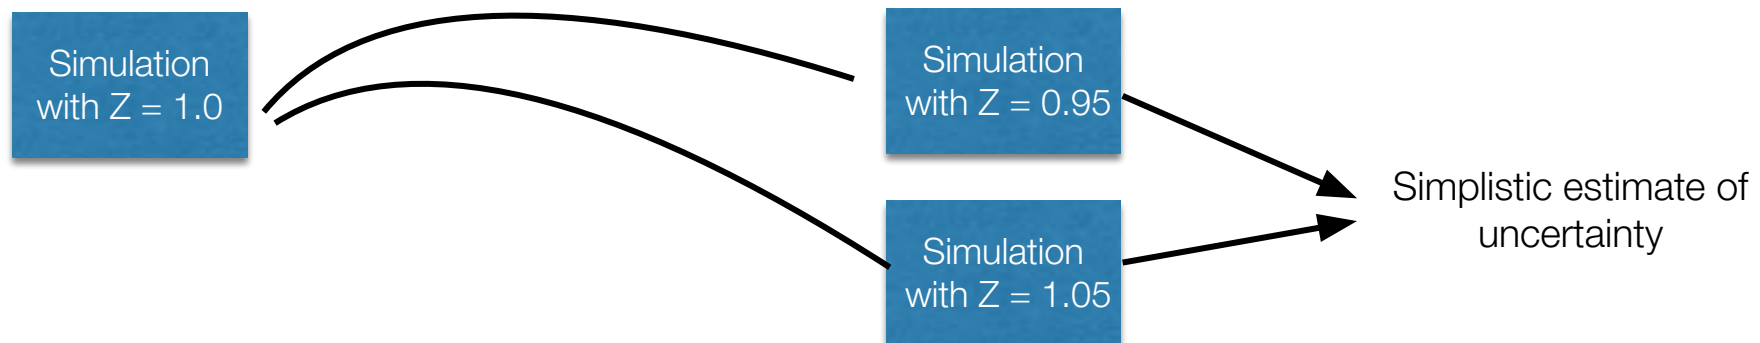 Simulation
with Z = 1.0
Simulation
with Z = 0.95
Simulation
with Z = 1.05
Simplistic estimate of
uncertainty